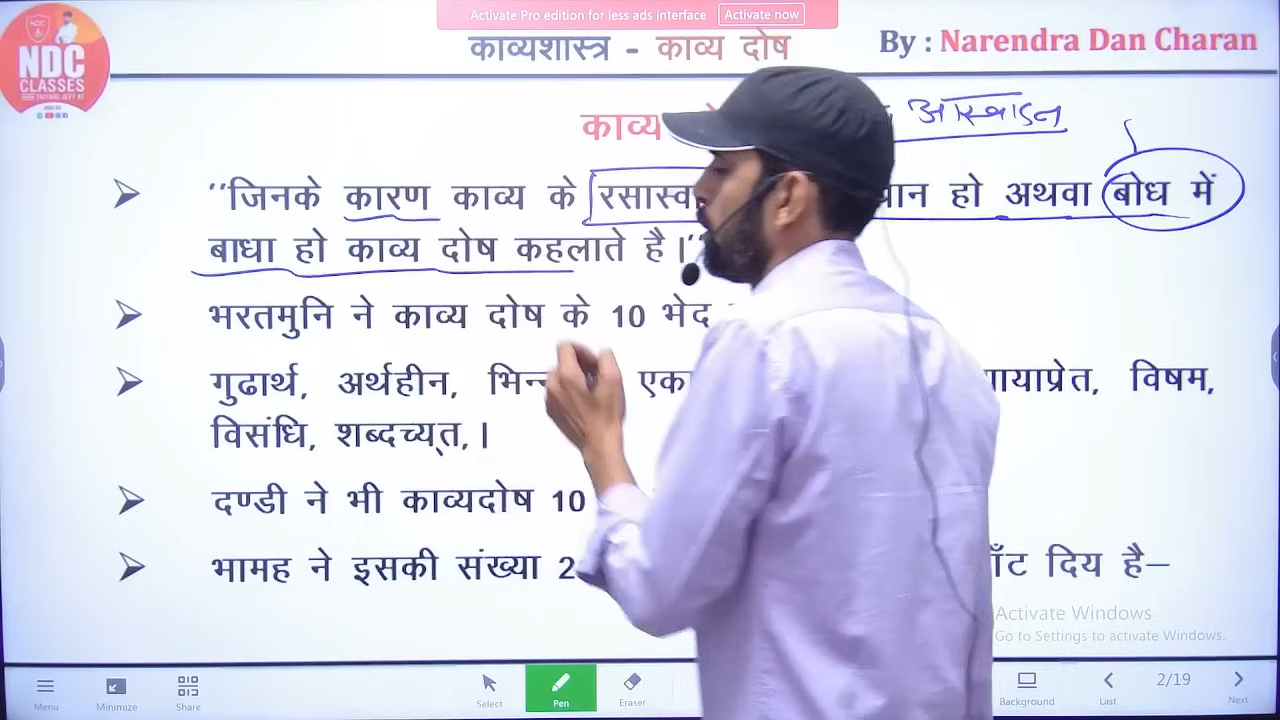 Activate Pro edition for less ads interface Activate now
काव्यशास्त्र - काव्य दोष
By : Narendra Dan Charan
NDC
CLASSES
काव्य
आस्वादन
''जिनके कारण काव्य के रसास्व हो अथवा बोध में
बाधा हो काव्य दोष कहलाते है।''
भरतमुनि ने काव्य दोष के 10 भेद
गुढार्थ, अर्थहीन, विषम,
विसंधि, शब्दच्यूत, ।
दण्डी ने भी काव्यदोष 10
भामह ने इसकी संख्या दिय है–
Activate Windows
Go to Settings to activate Windows.
Menu Minimize Share Select Pen Eraser Background Last 2/19 Next